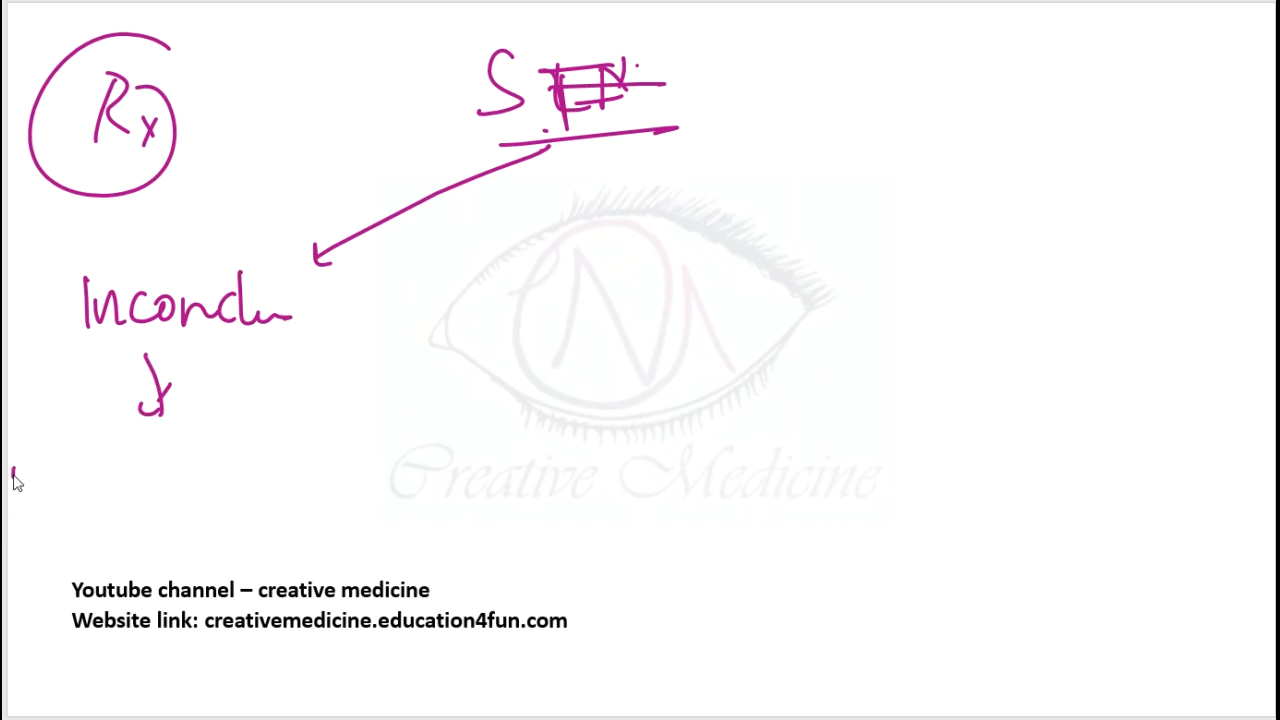 Rx
S
Inconclu
Creative Medicine
Youtube channel – creative medicine
Website link: creativemedicine.education4fun.com